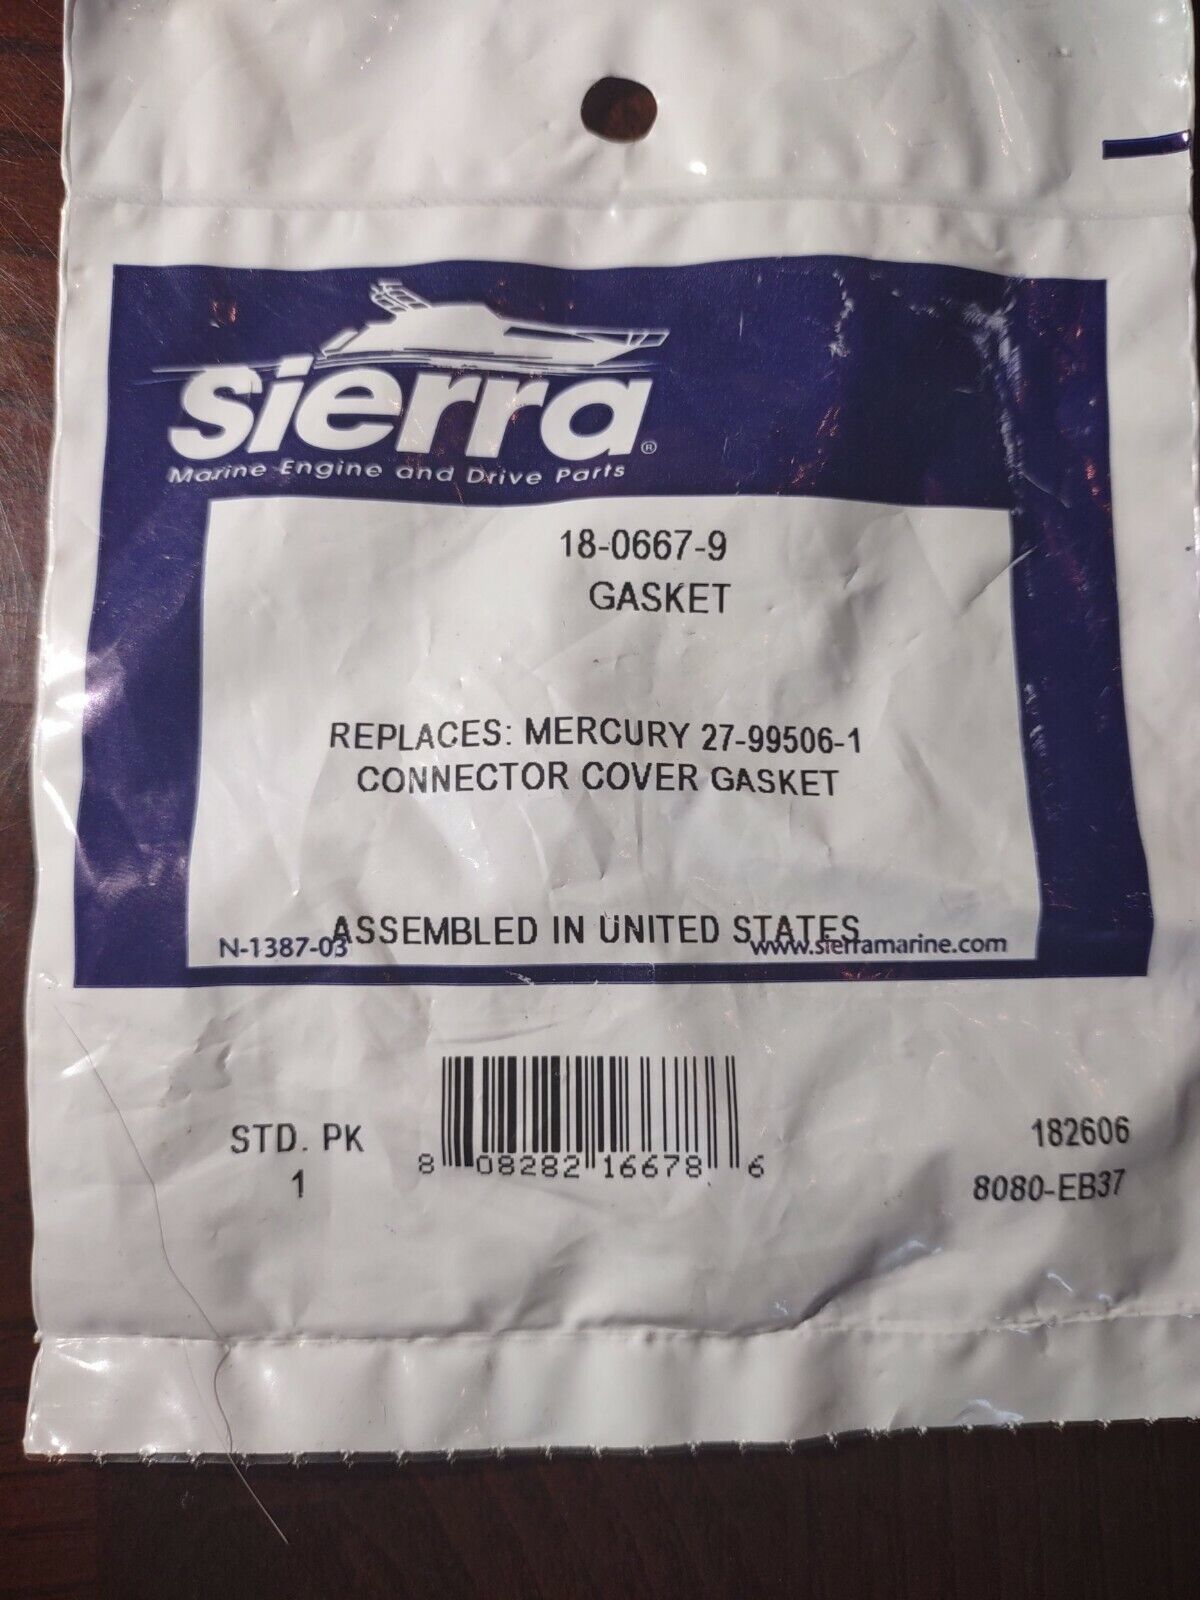 sierra®
Marine Engine and Drive Parts
18-0667-9
GASKET
REPLACES: MERCURY 27-99506-1
CONNECTOR COVER GASKET
ASSEMBLED IN UNITED STATES
N-1387-03
www.sierramarine.com
STD. PK
1
8 08282 16678 6
182606
8080-EB37